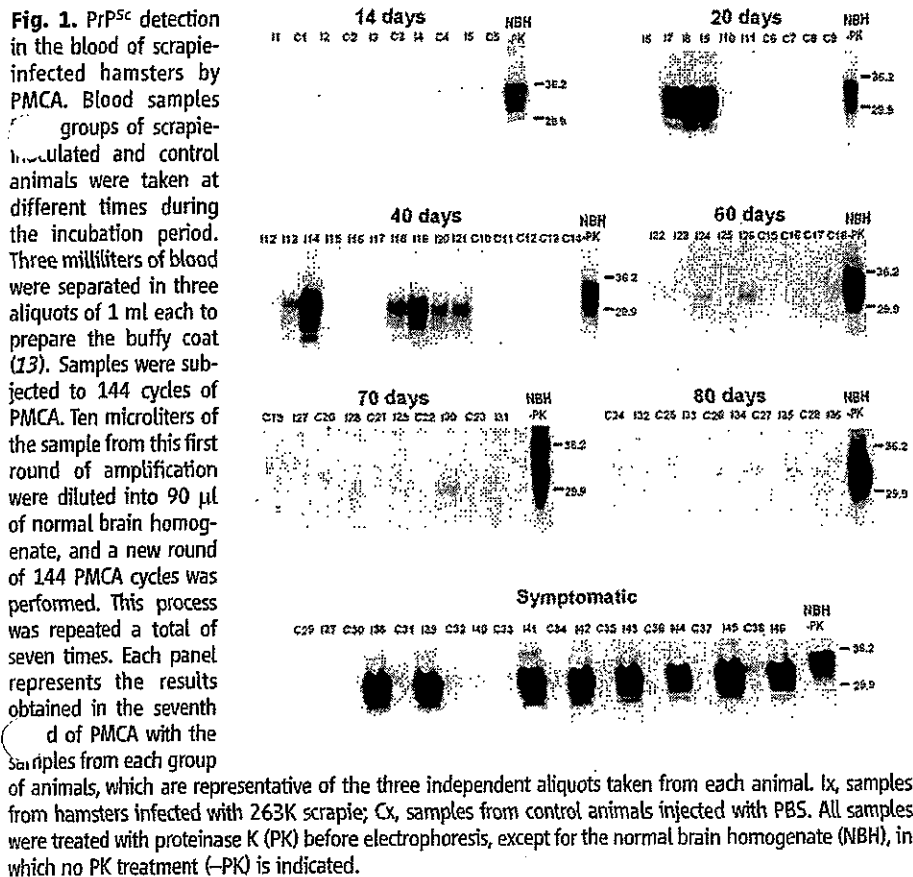 Fig. 1. PrPSc detection
in the blood of scrapie-
infected hamsters by
PMCA. Blood samples
groups of scrapie-
ulated and control
animals were taken at
different times during
the incubation period.
Three milliliters of blood
were separated in three
aliquots of 1 ml each to
prepare the buffy coat
(13). Samples were sub-
jected to 144 cycles of
PMCA. Ten microliters of
the sample from this first
round of amplification
were diluted into 90 µl
of normal brain homog-
enate, and a new round
of 144 PMCA cycles was
performed. This process
was repeated a total of
seven times. Each panel
represents the results
obtained in the seventh
d of PMCA with the
samples from each group
of animals, which are representative of the three independent aliquots taken from each animal. Ix, samples
from hamsters infected with 263K scrapie; Cx, samples from control animals injected with PBS. All samples
were treated with proteinase K (PK) before electrophoresis, except for the normal brain homogenate (NBH), in
which no PK treatment (–PK) is indicated.
14 days
I1 C1 I2 C2 I3 C3 I4 C4 I5 C5 NBH -PK
36.2
29.9
20 days
I6 I7 I8 I9 I10 I11 C6 C7 C8 C9 NBH -PK
36.2
29.9
40 days
I12 I13 I14 I15 I16 I17 I18 I19 I20 I21 C10 C11 C12 C13 C14 NBH -PK
36.2
29.9
60 days
I22 I23 I24 I25 I26 C15 C16 C17 C18 NBH -PK
36.2
29.9
70 days
C19 I27 C20 I28 C21 I29 C22 I30 C23 I31 NBH -PK
36.2
29.9
80 days
C24 I32 C25 I33 C26 I34 C27 I35 C28 I36 NBH -PK
36.2
29.9
Symptomatic
C29 I37 C30 I38 C31 I39 C32 I40 C33 I41 C34 I42 C35 I43 C36 I44 C37 I45 C38 I46 NBH -PK
36.2
29.9